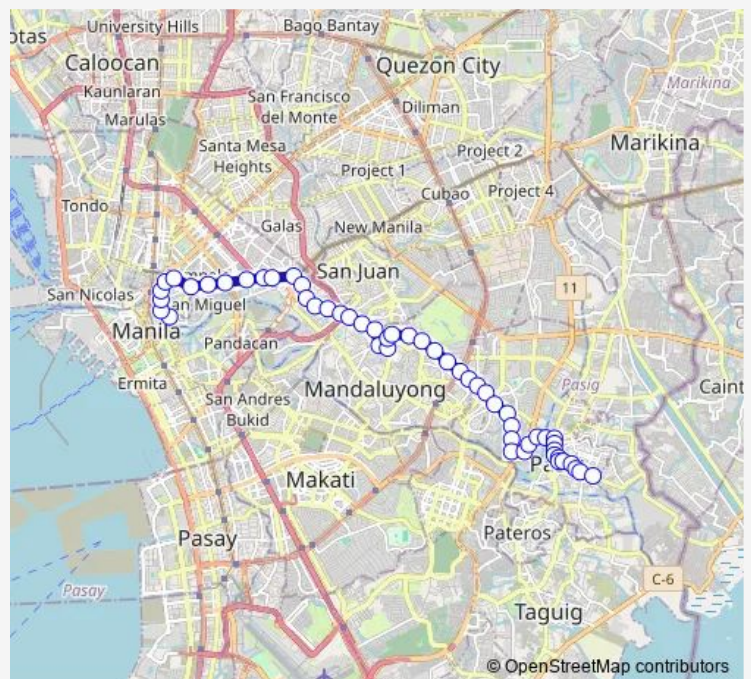 University Hills
Bago Bantay
otas
Caloocan
Quezon City
Kaunlaran
San Francisco
del Monte
Marikina
Diliman
Marulas
Santa Mesa
Heights
Marikina
Project 2
Project 1
Cubao
Project 4
Tondo
Galas
New Manila
San Juan
San Nicolas
an Miguel
11
Manila
Pandacan
Ermita
Mandaluyong
Pasig
Caint
San Andres
Bukid
Pa
Makati
Pasay
Pateros
C-6
Pasay
Taguig
© OpenStreetMap contributors